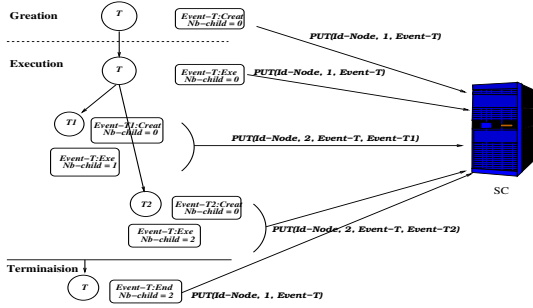 Greation
T
Event-T:Creat
Nb-child = 0
PUT(Id-Node, 1, Event-T)
Execution
T
Event-T:Exe
Nb-child = 0
PUT(Id-Node, 1, Event-T)
T1
Event-T1:Creat
Nb-child = 0
PUT(Id-Node, 2, Event-T, Event-T1)
Event-T:Exe
Nb-child = 1
SC
T2
Event-T2:Creat
Nb-child = 0
Event-T:Exe
Nb-child = 2
PUT(Id-Node, 2, Event-T, Event-T2)
Terminaision
T
Event-T:End
Nb-child = 2
PUT(Id-Node, 1, Event-T)